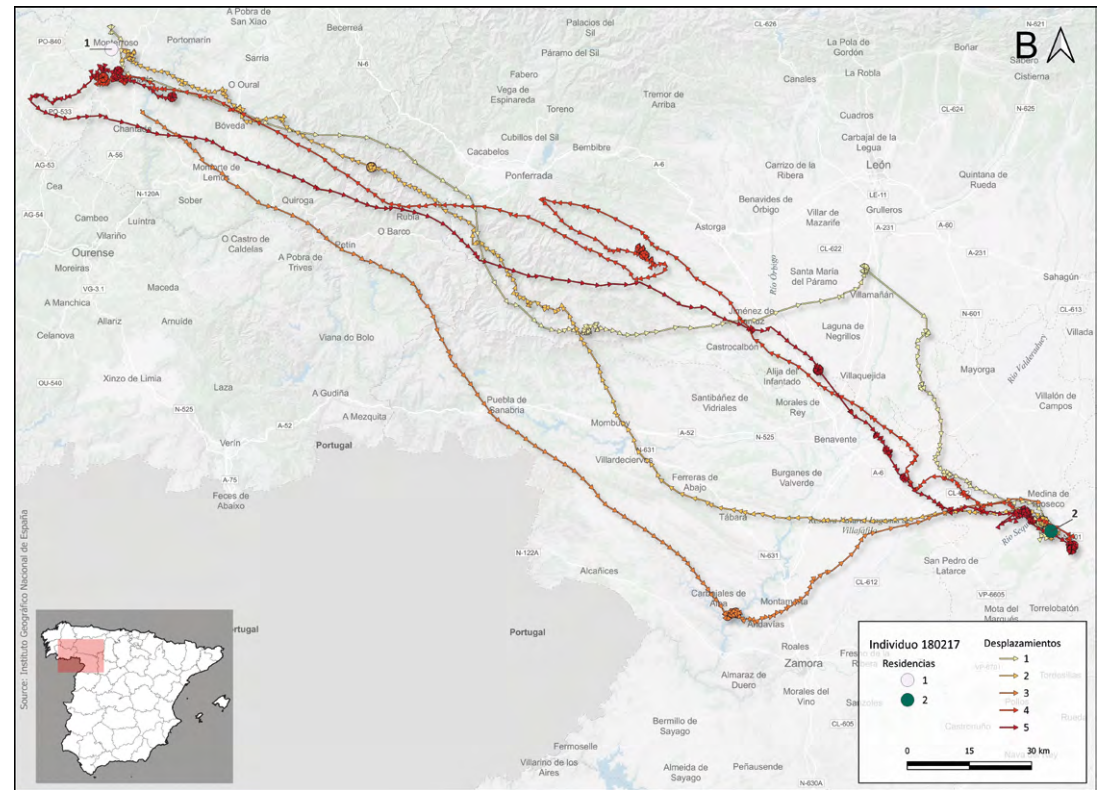 A Pobra de
San Xiao
Becerreá
Palacios del
Sil
CL-626
N-621
PO-840
1
Monterroso
Portomarín
La Pola de
Gordón
Boñar
B
Sabero
Sarria
N-6
Páramo del Sil
Cistierna
Fabero
Canales
La Robla
O Oural
Vega de
Espinareda
Tremor de
Arriba
Toreno
CL-624
N-625
PO-533
Cuadros
Chantada
Bóveda
Cubillos del Sil
Carbajal de la
Legua
Bembibre
A-56
Cacabelos
A-6
León
AG-53
Monforte de
Lemos
Ponferrada
Carrizo de la
Ribera
Quintana de
Rueda
Cea
N-120A
Sober
Quiroga
LE-11
Benavides de
Órbigo
Villar de
Mazarife
Grulleros
AG-54
Cambeo
Luíntra
Rubiá
A-60
Vilariño
O Barco
Astorga
A-231
O Castro de
Caldelas
Petín
CL-622
A-231
Ourense
A Pobra de
Trives
Moreiras
Santa María
del Páramo
Sahagún
VG-3.1
Maceda
Río Órbigo
Villamañán
A Manchica
N-601
CL-613
Allariz
Jiménez de
Celanova
Viana do Bolo
Laguna de
Negrillos
Villada
Castrocalbón
Río Valderaduey
Xinzo de Limia
Alija del
Infantado
Villaquejida
Mayorga
OU-540
Laza
A Gudiña
Puebla de
Sanabria
Santibáñez de
Vidriales
Morales de
Rey
Villalón de
Campos
N-525
A Mezquita
A-52
Mombuey
A-52
Verín
Portugal
N-525
Benavente
N-631
Villardeciervos
A-6
A-75
Ferreras de
Abajo
Burganes de
Valverde
Feces de
Abaixo
Medina de
Rioseco
2
Tábara
Villafáfila
N-122A
N-631
San Pedro de
Latarce
Alcañices
CL-612
VP-6605
Carbajales de
Alba
Montamarta
Mota del
Marqués
Torrelobatón
Andavías
Portugal
Roales
Zamora
Almaraz de
Duero
Morales del
Vino
CL-605
Bermillo de
Sayago
Fermoselle
Villarino de los
Aires
Almeida de
Sayago
Peñausende
N-630A
Source: Instituto Geográfico Nacional de España
Individuo 180217
Residencias
1
2
Desplazamientos
1
2
3
4
5
0
15
30 km